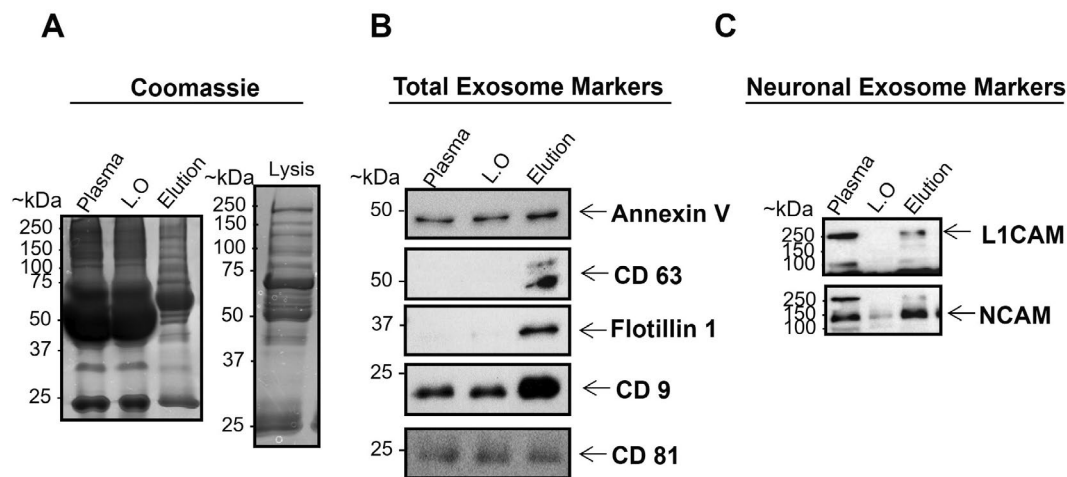 A
Coomassie
~kDa
Plasma
L.O
Elution
250
150
100
75
50
37
25
~kDa
Lysis
250
150
100
75
50
37
25
B
Total Exosome Markers
~kDa
Plasma
L.O
Elution
50
Annexin V
50
CD 63
37
Flotillin 1
25
CD 9
25
CD 81
C
Neuronal Exosome Markers
~kDa
Plasma
L.O
Elution
250
150
100
L1CAM
250
150
100
NCAM